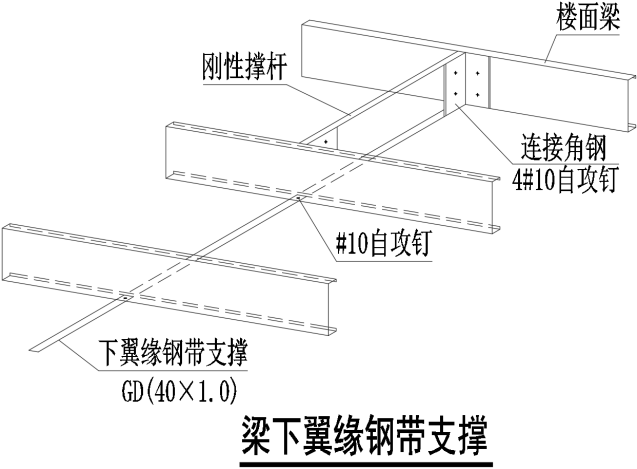 楼面梁
刚性撑杆
连接角钢
4#10自攻钉
#10自攻钉
下翼缘钢带支撑
GD(40×1.0)
梁下翼缘钢带支撑